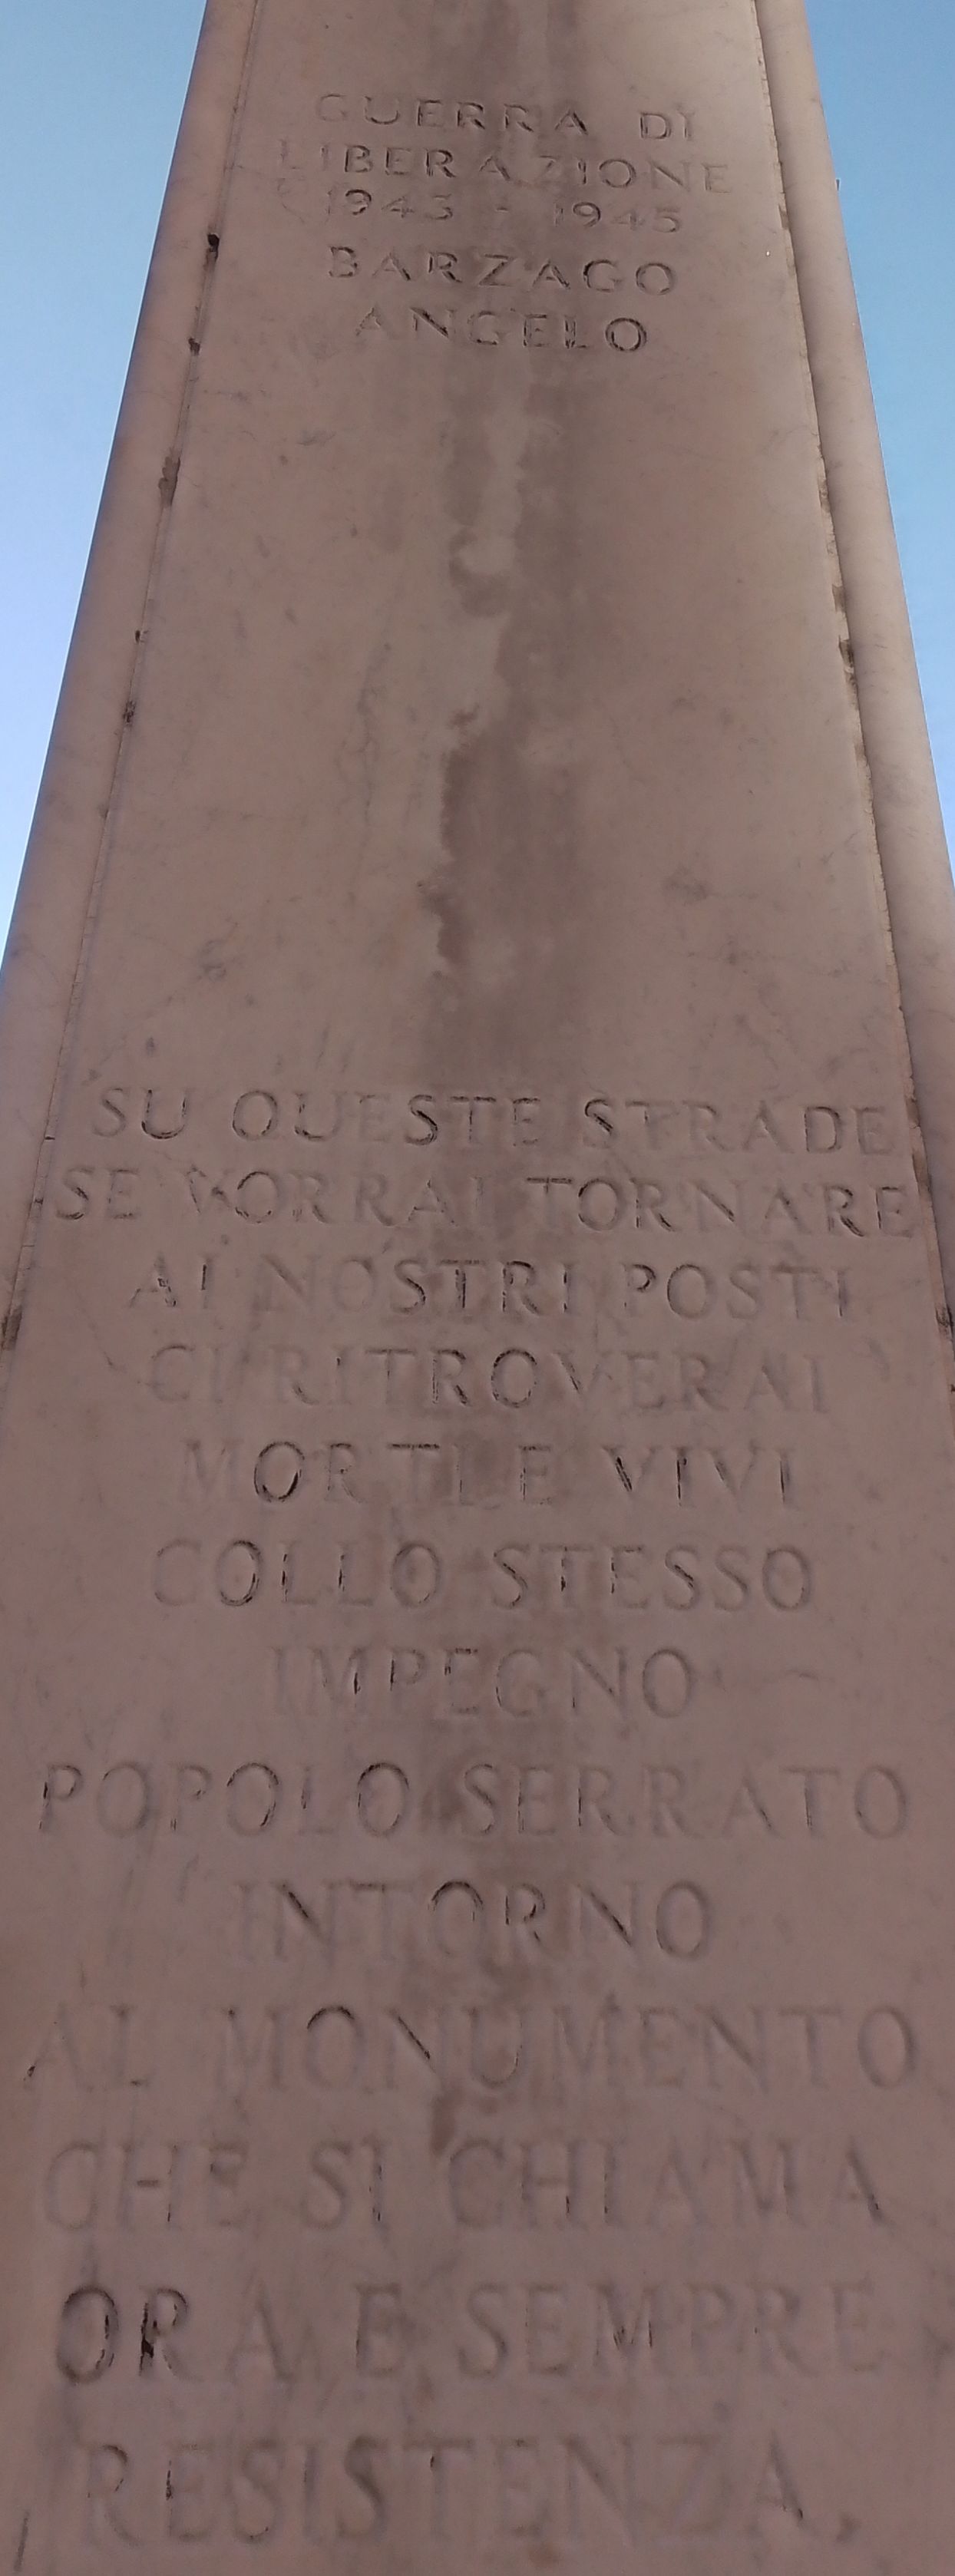 GUERRA DI
LIBERAZIONE
1943 - 1945
BARZAGO
ANGELO
SU QUESTE STRADE
SE VORRAI TORNARE
AI NOSTRI POSTI
CI RITROVERAI
MORTI E VIVI
COLLO STESSO
IMPEGNO
POPOLO SERRATO
INTORNO
AL MONUMENTO
CHE SI CHIAMA
ORA E SEMPRE
RESISTENZA,